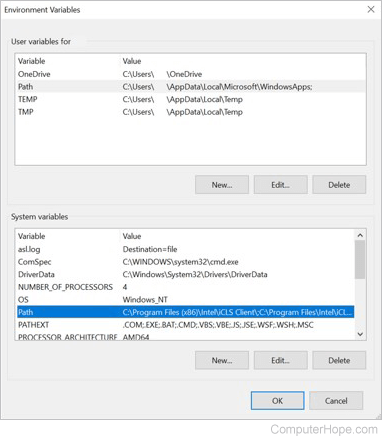 Environment Variables
User variables for
Variable Value
OneDrive C:\Users\ \OneDrive
Path C:\Users\ \AppData\Local\Microsoft\WindowsApps;
TEMP C:\Users\ \AppData\Local\Temp
TMP C:\Users\ \AppData\Local\Temp
New... Edit... Delete
System variables
Variable Value
asl.log Destination=file
ComSpec C:\WINDOWS\system32\cmd.exe
DriverData C:\Windows\System32\Drivers\DriverData
NUMBER_OF_PROCESSORS 4
OS Windows_NT
Path C:\Program Files (x86)\Intel\iCLS Client\;C:\Program Files\Intel\iCL...
PATHEXT .COM;.EXE;.BAT;.CMD;.VBS;.VBE;.JS;.JSE;.WSF;.WSH;.MSC
PROCESSOR_ARCHITECTURE AMD64
New... Edit... Delete
OK Cancel
ComputerHope.com